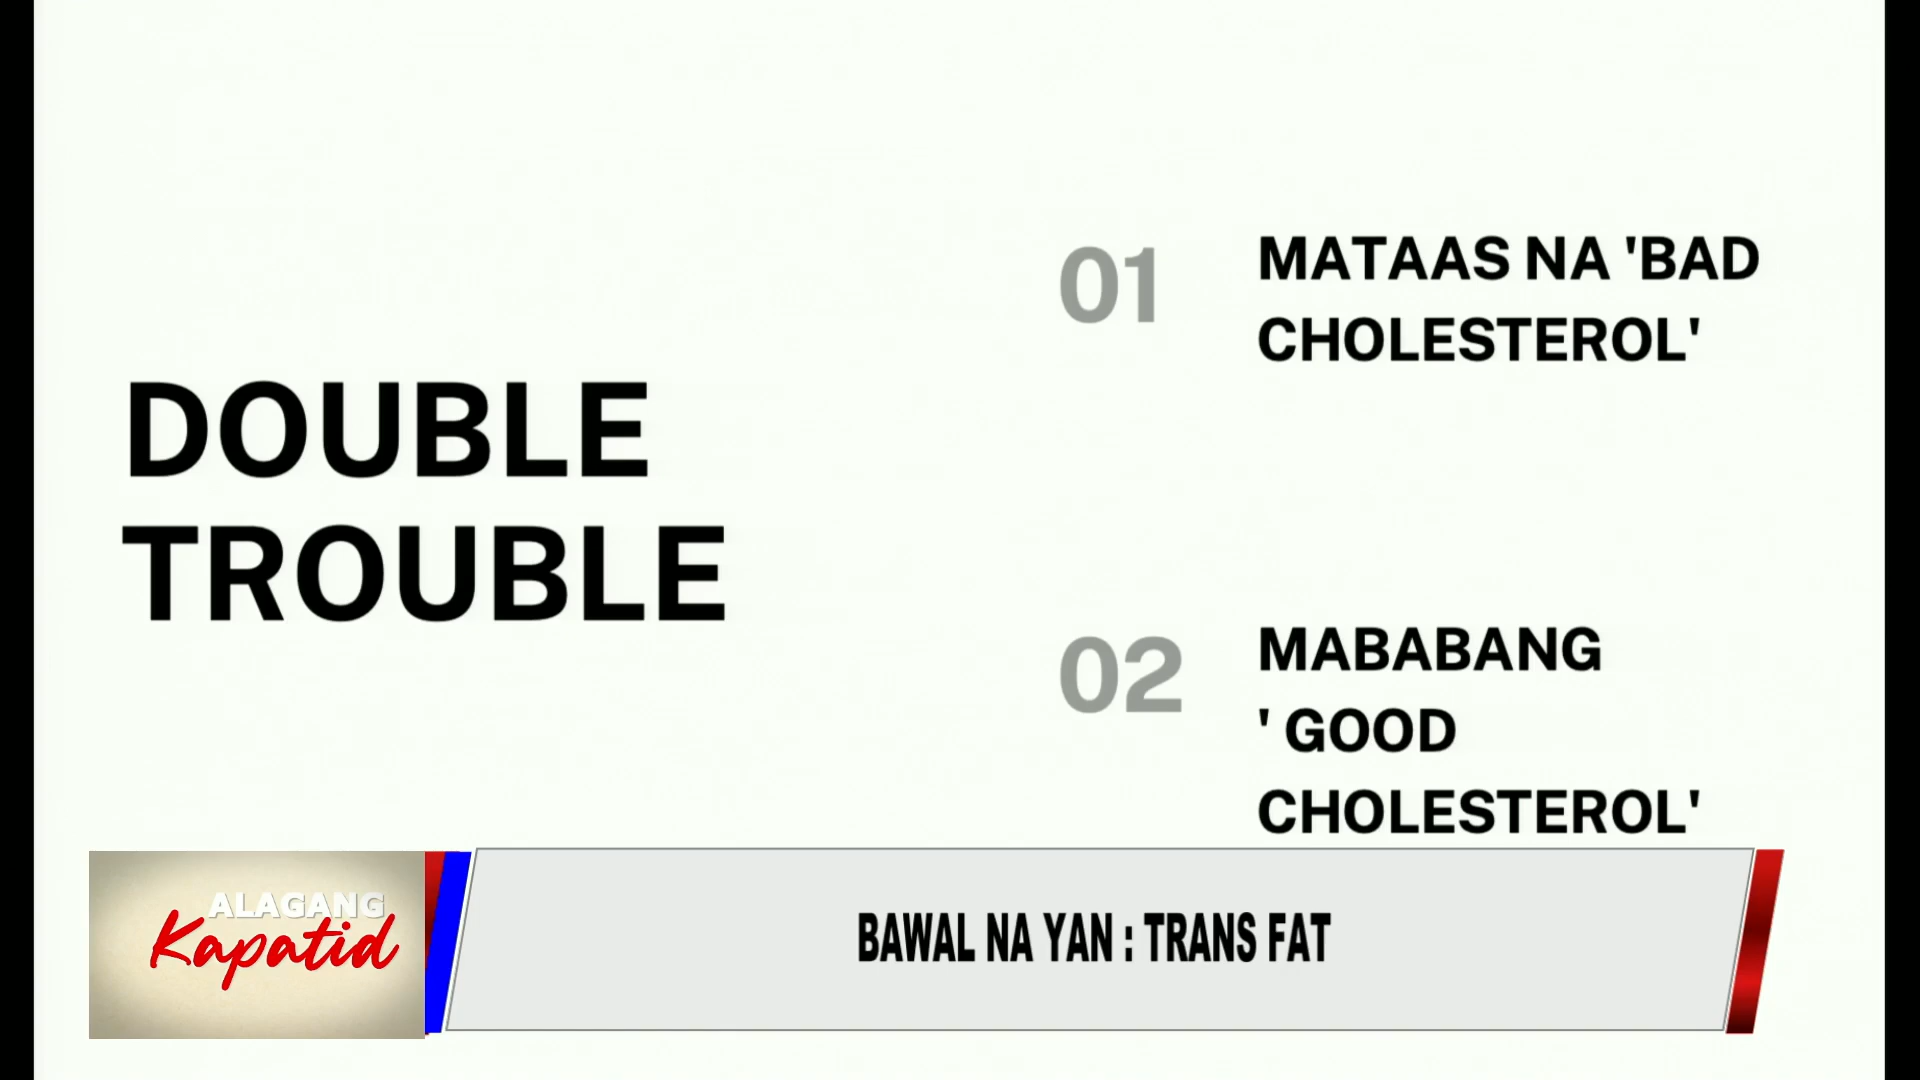 DOUBLE
TROUBLE
01
MATAAS NA 'BAD
CHOLESTEROL'
02
MABABANG
' GOOD
CHOLESTEROL'
ALAGANG
Kapatid
BAWAL NA YAN : TRANS FAT